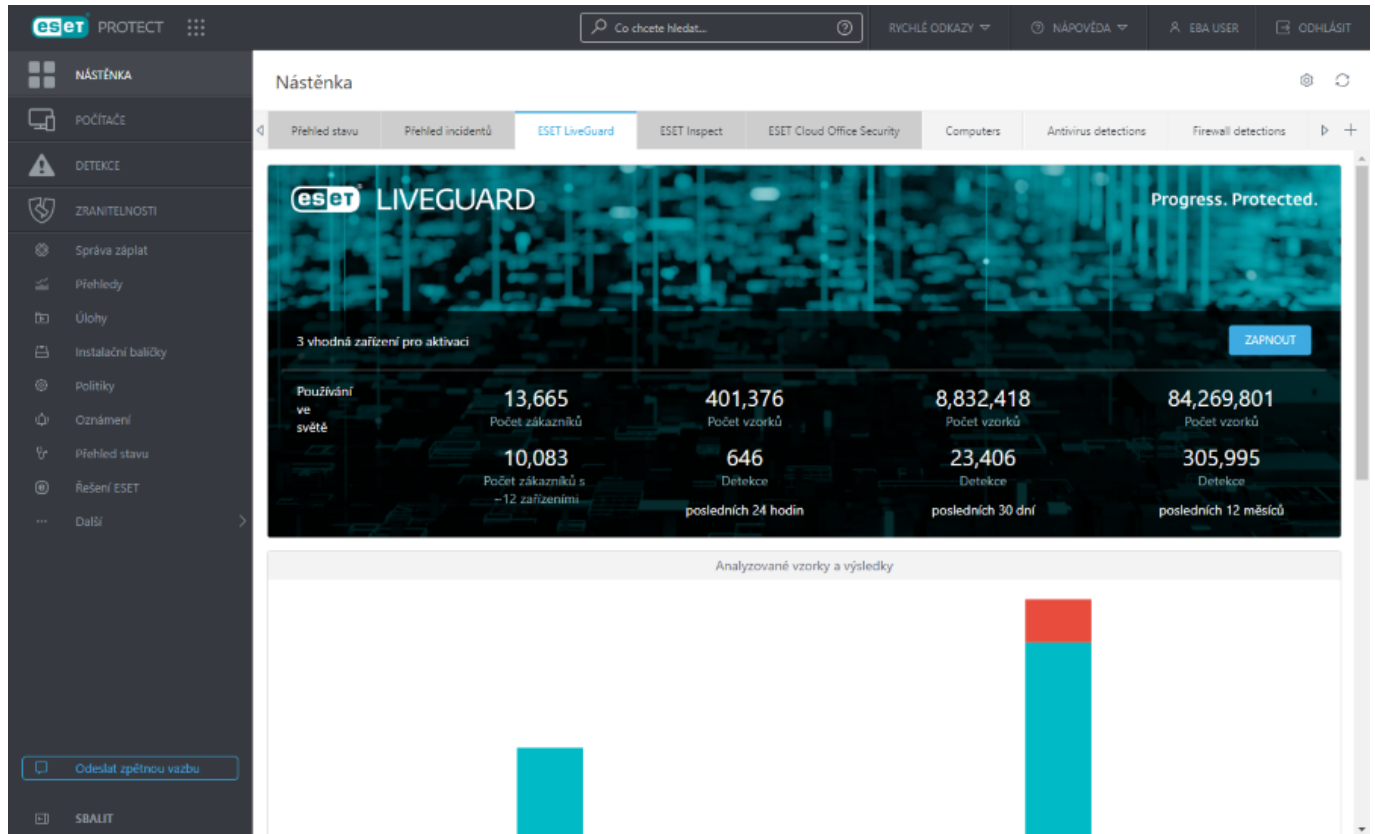 eset PROTECT
Co chcete hledat...
RYCHLÉ ODKAZY
NÁPOVĚDA
EBA USER
ODHLÁSIT
NÁSTĚNKA
POČÍTAČE
DETEKCE
ZRANITELNOSTI
Správa záplat
Přehledy
Úlohy
Instalační balíčky
Politiky
Oznámení
Přehled stavu
Řešení ESET
Další
Odeslat zpětnou vazbu
SBALIT
Nástěnka
Přehled stavu
Přehled incidentů
ESET LiveGuard
ESET Inspect
ESET Cloud Office Security
Computers
Antivirus detections
Firewall detections
eset LIVEGUARD
Progress. Protected.
3 vhodná zařízení pro aktivaci
ZAPNOUT
Používání
ve
světě
13,665
Počet zákazníků
10,083
Počet zákazníků s
~12 zařízeními
401,376
Počet vzorků
646
Detekce
posledních 24 hodin
8,832,418
Počet vzorků
23,406
Detekce
posledních 30 dní
84,269,801
Počet vzorků
305,995
Detekce
posledních 12 měsíců
Analyzované vzorky a výsledky